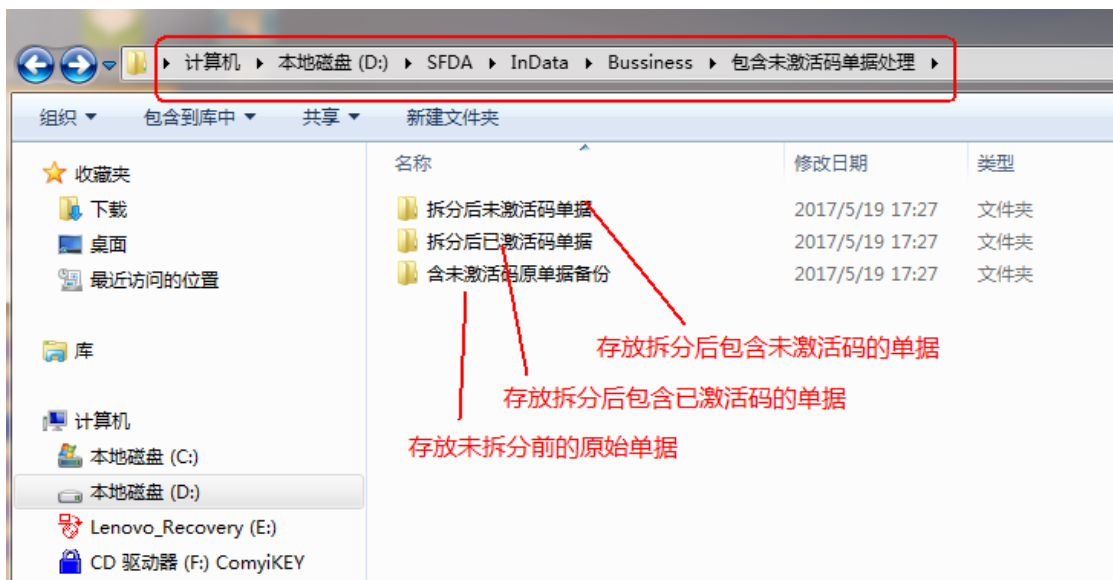 计算机 ▸ 本地磁盘 (D:) ▸ SFDA ▸ InData ▸ Bussiness ▸ 包含未激活码单据处理 ▸
组织 ▼ 包含到库中 ▼ 共享 ▼ 新建文件夹
名称 修改日期 类型
收藏夹
下载
桌面
最近访问的位置
库
计算机
本地磁盘 (C:)
本地磁盘 (D:)
Lenovo_Recovery (E:)
CD 驱动器 (F:) ComyiKEY
拆分后未激活码单据 2017/5/19 17:27 文件夹
拆分后已激活码单据 2017/5/19 17:27 文件夹
含未激活码原单据备份 2017/5/19 17:27 文件夹
存放拆分后包含未激活码的单据
存放拆分后包含已激活码的单据
存放未拆分前的原始单据